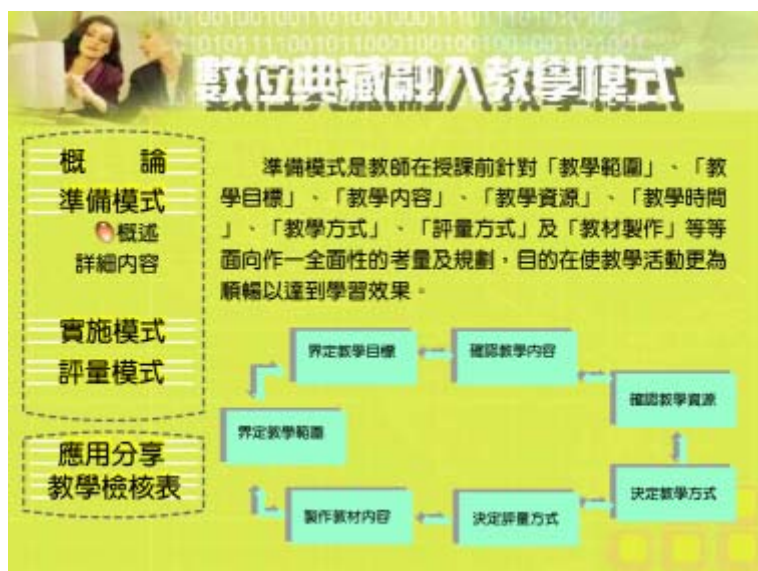 數位典藏融入教學模式
概 論
準備模式
概述
詳細內容
實施模式
評量模式
應用分享
教學檢核表
準備模式是教師在授課前針對「教學範圍」、「教
學目標」、「教學內容」、「教學資源」、「教學時間
」、「教學方式」、「評量方式」及「教材製作」等等
面向作一全面性的考量及規劃，目的在使教學活動更為
順暢以達到學習效果。
界定教學目標
確認教學內容
確認教學資源
界定教學範圍
決定教學方式
製作教材內容
決定評量方式